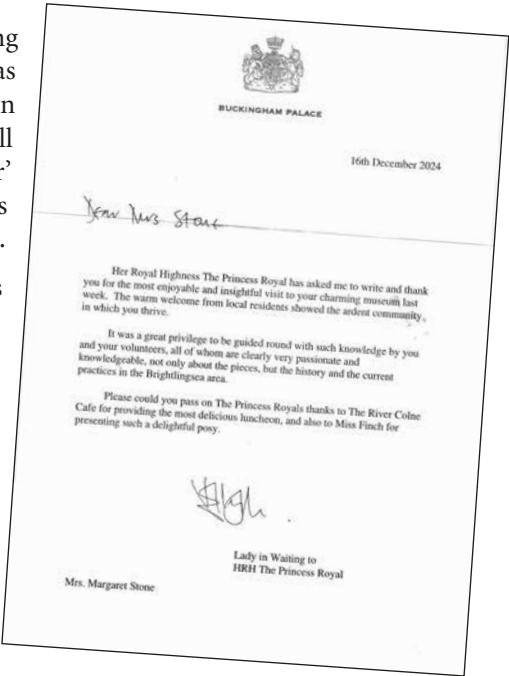 ng
as
n
ll
r'
s
.
s
BUCKINGHAM PALACE
16th December 2024
Dear Mrs Stone
Her Royal Highness The Princess Royal has asked me to write and thank
you for the most enjoyable and insightful visit to your charming museum last
week. The warm welcome from local residents showed the ardent community
in which you thrive.
It was a great privilege to be guided round with such knowledge by you
and your volunteers, all of whom are clearly very passionate and
knowledgeable, not only about the pieces, but the history and the current
practices in the Brightlingsea area.
Please could you pass on The Princess Royals thanks to The River Colne
Cafe for providing the most delicious luncheon, and also to Miss Finch for
presenting such a delightful posy.
Lady in Waiting to
HRH The Princess Royal
Mrs. Margaret Stone